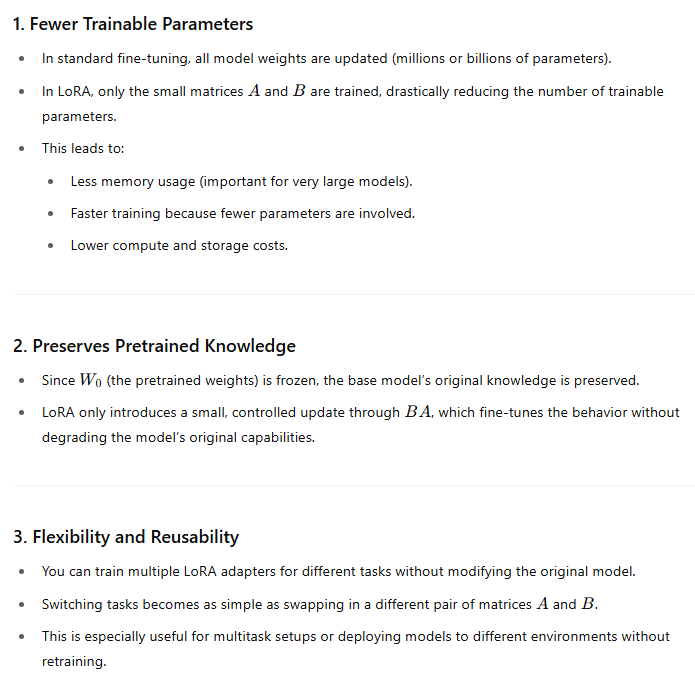 1. Fewer Trainable Parameters
• In standard fine-tuning, all model weights are updated (millions or billions of parameters).
• In LoRA, only the small matrices A and B are trained, drastically reducing the number of trainable
parameters.
• This leads to:
• Less memory usage (important for very large models).
• Faster training because fewer parameters are involved.
• Lower compute and storage costs.
2. Preserves Pretrained Knowledge
• Since W₀ (the pretrained weights) is frozen, the base model’s original knowledge is preserved.
• LoRA only introduces a small, controlled update through BA, which fine-tunes the behavior without
degrading the model’s original capabilities.
3. Flexibility and Reusability
• You can train multiple LoRA adapters for different tasks without modifying the original model.
• Switching tasks becomes as simple as swapping in a different pair of matrices A and B.
• This is especially useful for multitask setups or deploying models to different environments without
retraining.